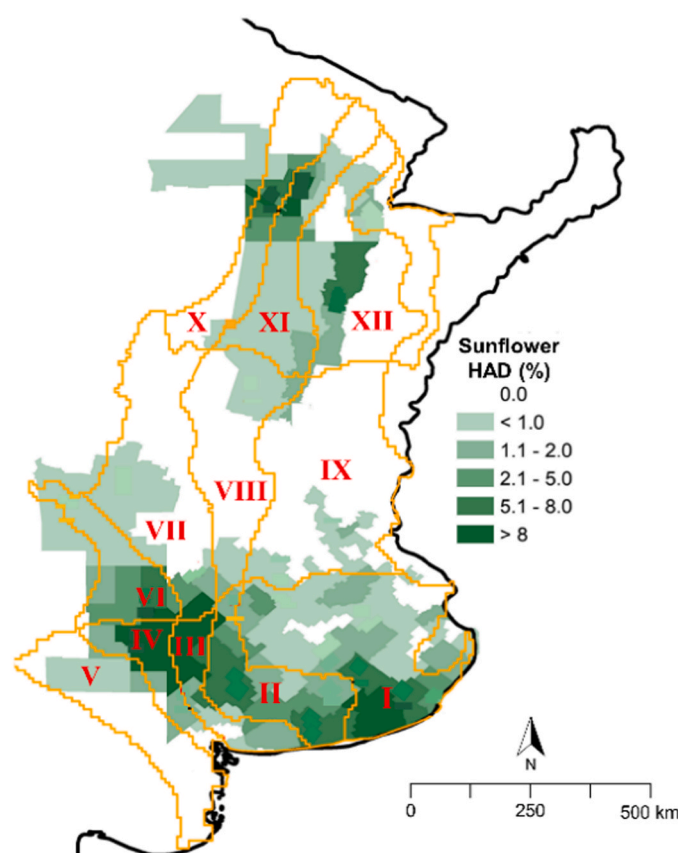 X
XI
XII
Sunflower
HAD (%)
0.0
< 1.0
1.1 - 2.0
2.1 - 5.0
5.1 - 8.0
> 8
IX
VIII
VII
VI
IV
III
V
II
I
N
0
250
500 km